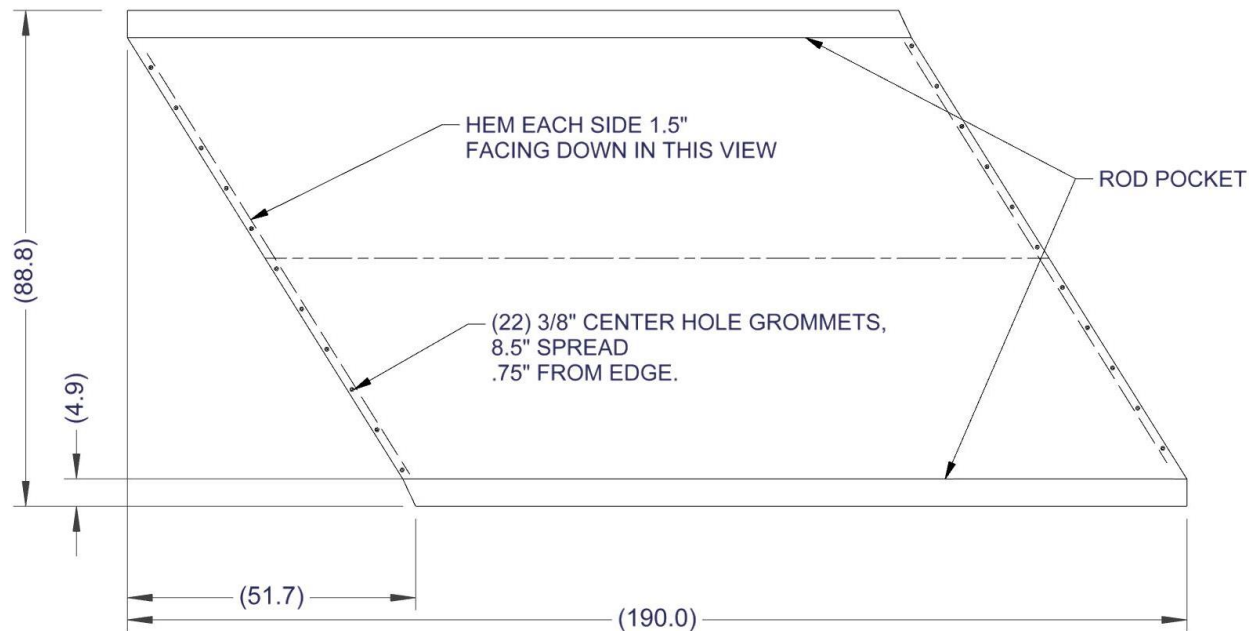 HEM EACH SIDE 1.5"
FACING DOWN IN THIS VIEW
ROD POCKET
(88.8)
(22) 3/8" CENTER HOLE GROMMETS,
8.5" SPREAD
.75" FROM EDGE.
(4.9)
(51.7)
(190.0)